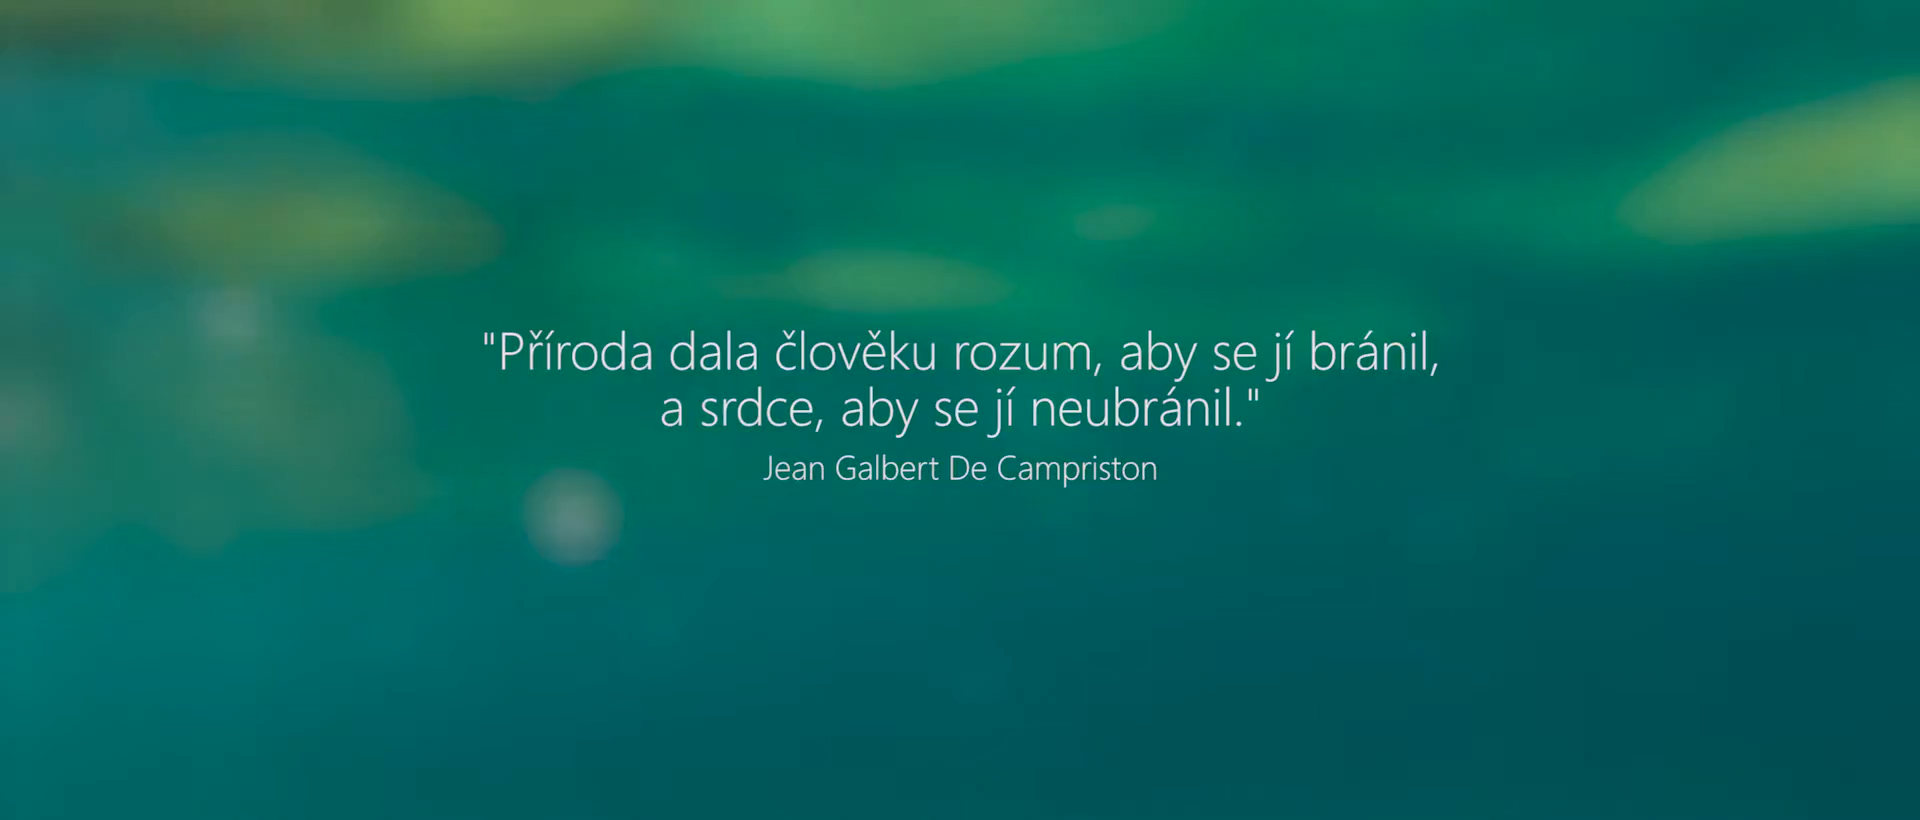 "Příroda dala člověku rozum, aby se jí bránil,
a srdce, aby se jí neubránil."
Jean Galbert De Campriston